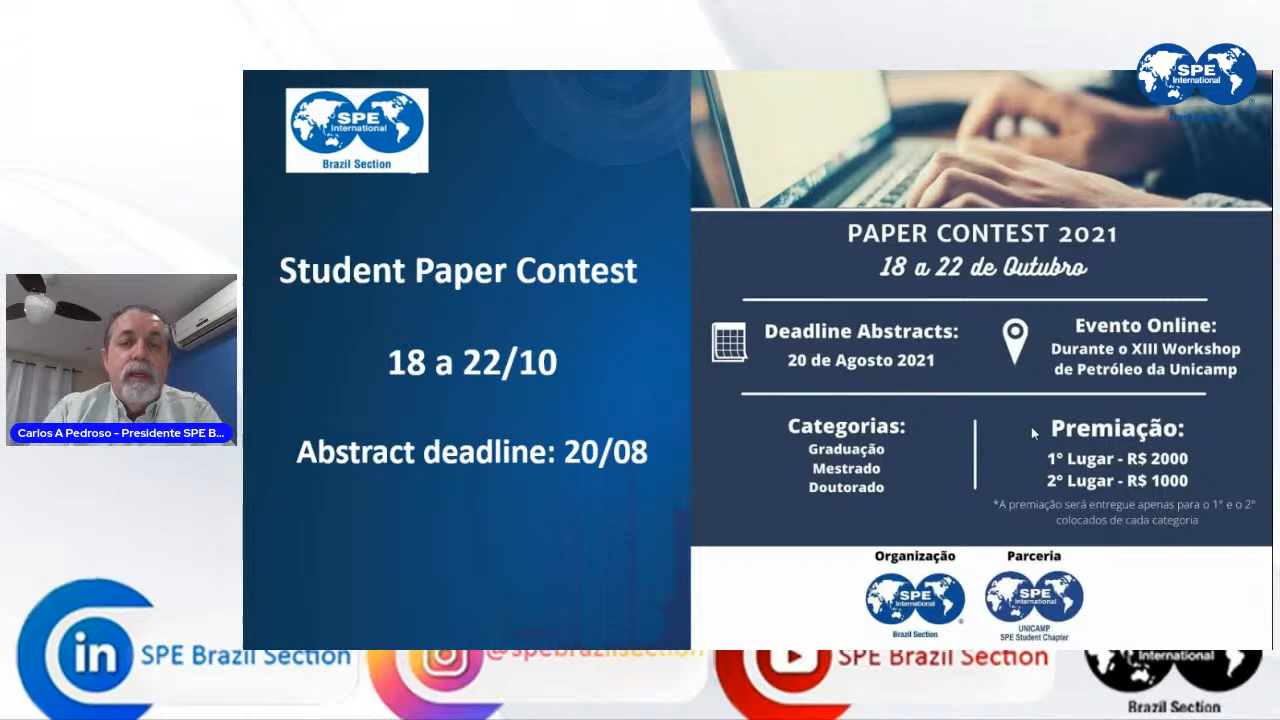 SPE
International
Brazil Section
Student Paper Contest
18 a 22/10
Abstract deadline: 20/08
SPE
International
Brazil Section
PAPER CONTEST 2021
18 a 22 de Outubro
Deadline Abstracts:
20 de Agosto 2021
Evento Online:
Durante o XIII Workshop
de Petróleo da Unicamp
Categorias:
Graduação
Mestrado
Doutorado
Premiação:
1º Lugar - R$ 2000
2º Lugar - R$ 1000
*A premiação será entregue apenas para o 1º e o 2º
colocados de cada categoria
Organização
SPE
International
Brazil Section
Parceria
SPE
International
UNICAMP
SPE Student Chapter
Carlos A Pedroso - Presidente SPE B...
in
SPE Brazil Section
@spebrazilsection
SPE Brazil Section
International
Brazil Section